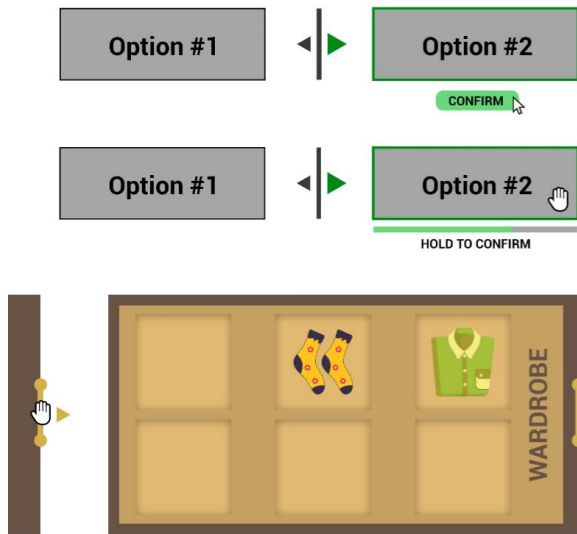 Option #1
Option #2
CONFIRM
Option #1
Option #2
HOLD TO CONFIRM
WARDROBE